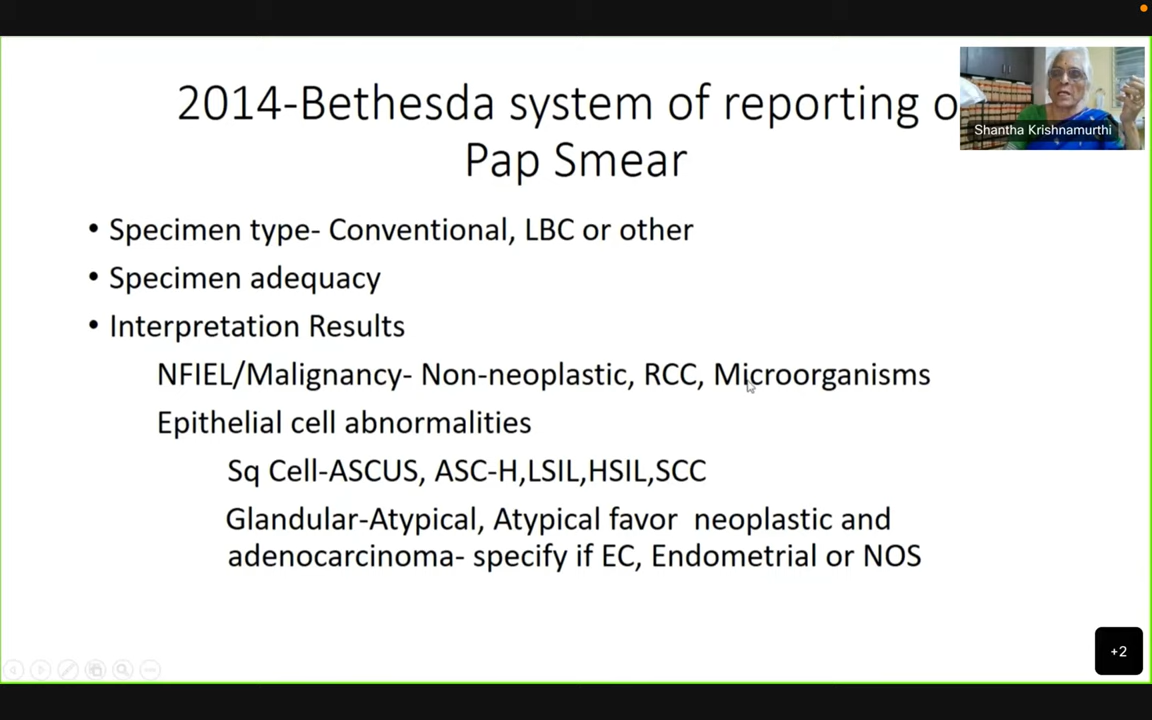 2014-Bethesda system of reporting o
Pap Smear
Shantha Krishnamurthi
• Specimen type- Conventional, LBC or other
• Specimen adequacy
• Interpretation Results
NFIEL/Malignancy- Non-neoplastic, RCC, Microorganisms
Epithelial cell abnormalities
Sq Cell-ASCUS, ASC-H,LSIL,HSIL,SCC
Glandular-Atypical, Atypical favor neoplastic and
adenocarcinoma- specify if EC, Endometrial or NOS
+2